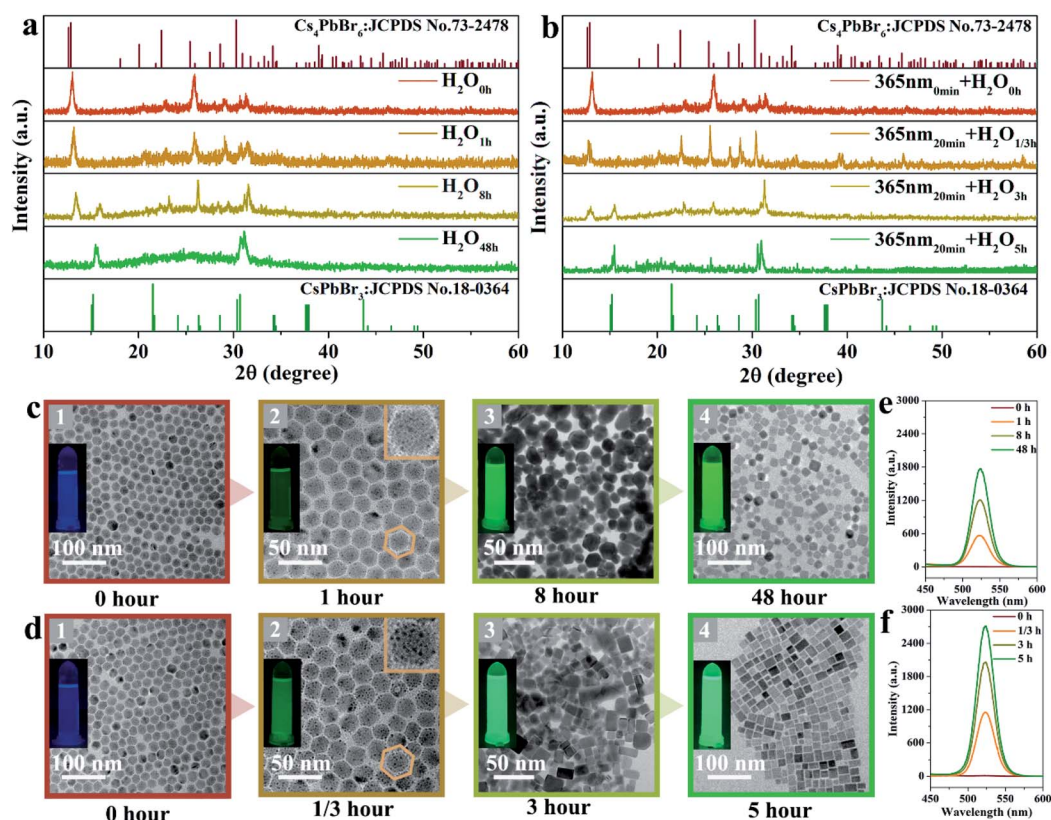 a
Cs₄PbBr₆:JCPDS No.73-2478
H₂O₀ₕ
H₂O₁ₕ
H₂O₈ₕ
H₂O₄₈ₕ
CsPbBr₃:JCPDS No.18-0364
Intensity (a.u.)
10 20 30 40 50 60
2θ (degree)
b
Cs₄PbBr₆:JCPDS No.73-2478
365nm₀ₘᵢₙ+H₂O₀ₕ
365nm₂₀ₘᵢₙ+H₂O₁/₃ₕ
365nm₂₀ₘᵢₙ+H₂O₃ₕ
365nm₂₀ₘᵢₙ+H₂O₅ₕ
CsPbBr₃:JCPDS No.18-0364
Intensity (a.u.)
10 20 30 40 50 60
2θ (degree)
c
1
100 nm
0 hour
2
50 nm
1 hour
3
50 nm
8 hour
4
100 nm
48 hour
e
3000
2400
1800
1200
600
0
Intensity (a.u.)
0 h
1 h
8 h
48 h
450 500 550 600
Wavelength (nm)
d
1
100 nm
0 hour
2
50 nm
1/3 hour
3
50 nm
3 hour
4
100 nm
5 hour
f
3000
2400
1800
1200
600
0
Intensity (a.u.)
0 h
1/3 h
3 h
5 h
450 500 550 600
Wavelength (nm)